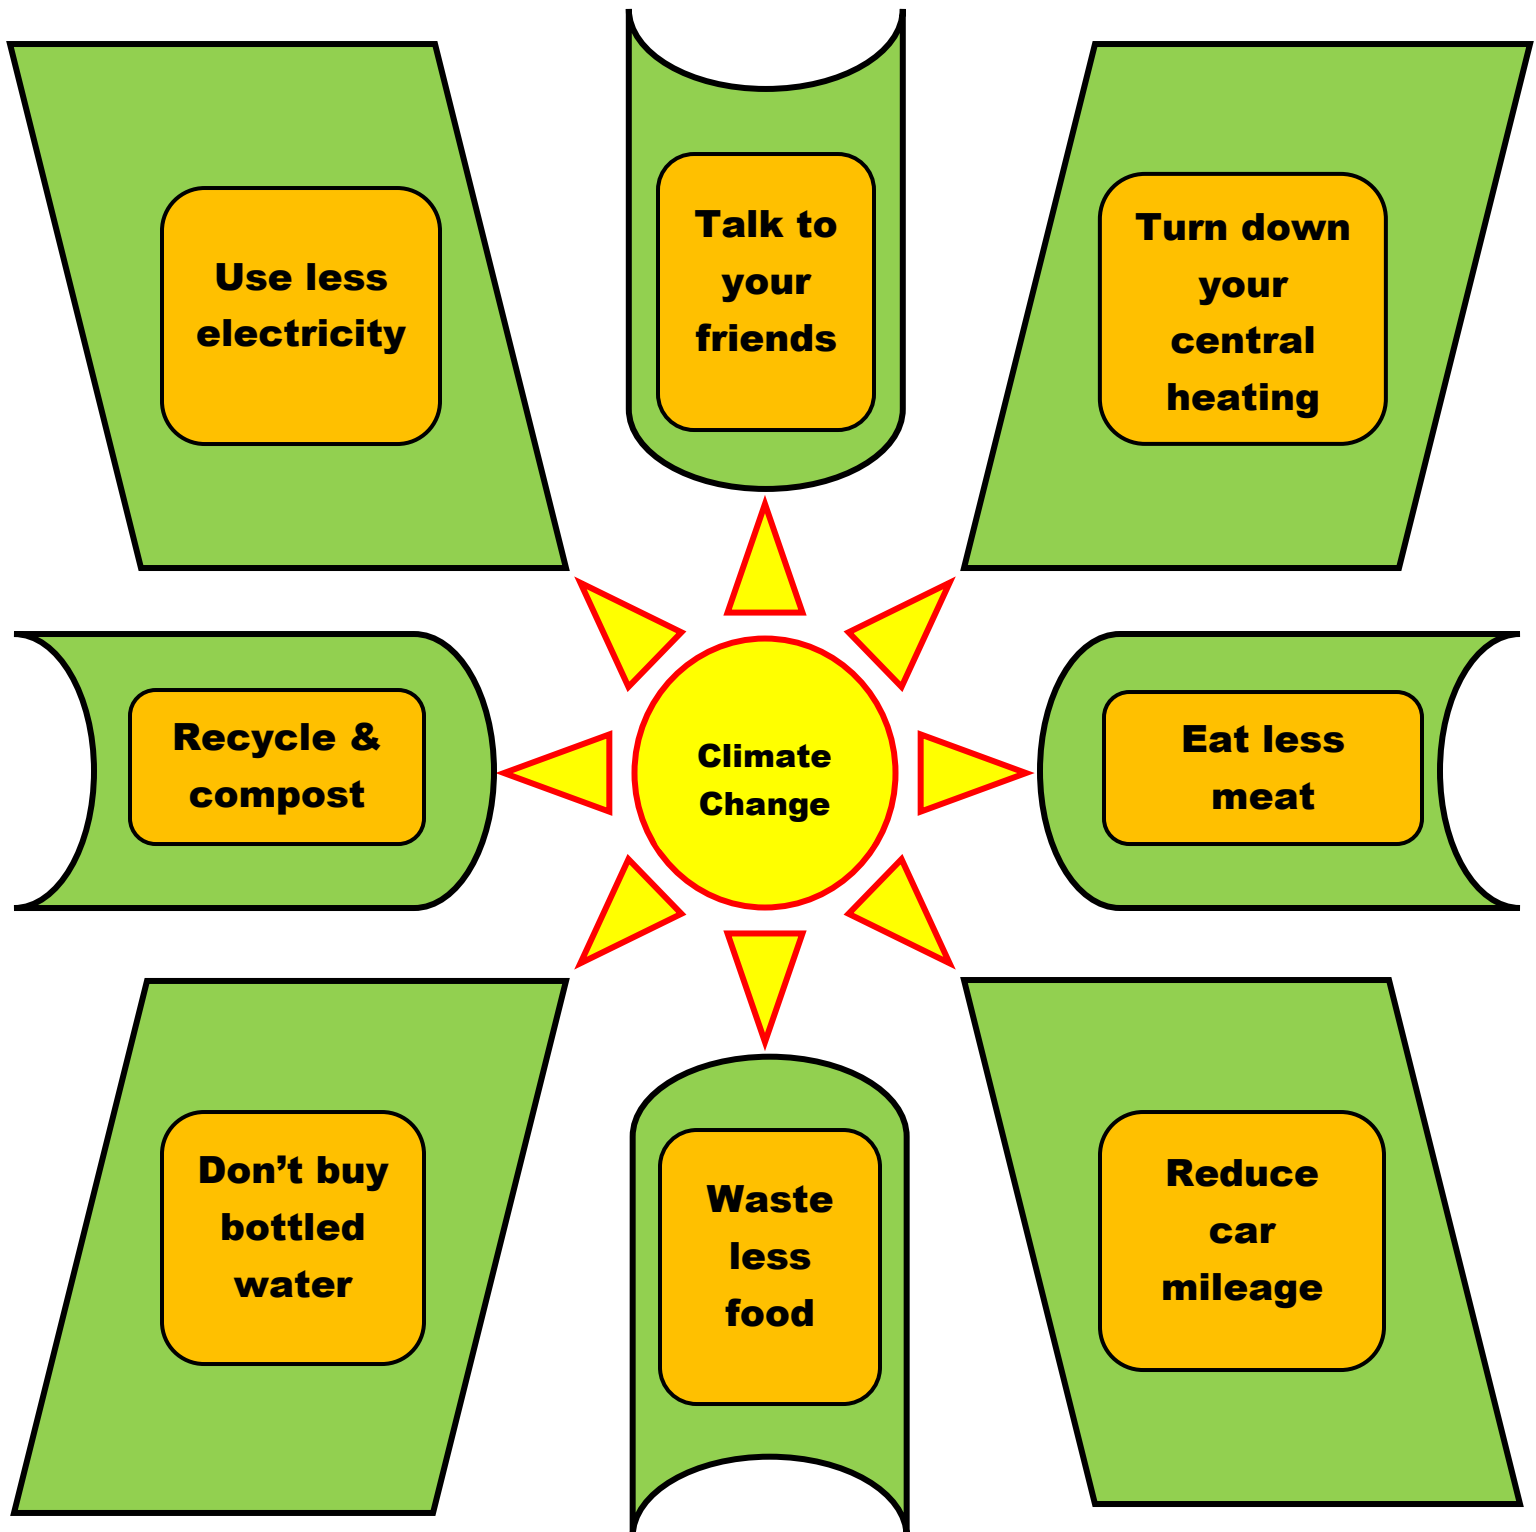 Use less
electricity
Talk to
your
friends
Turn down
your
central
heating
Recycle &
compost
Climate
Change
Eat less
meat
Don’t buy
bottled
water
Waste
less
food
Reduce
car
mileage